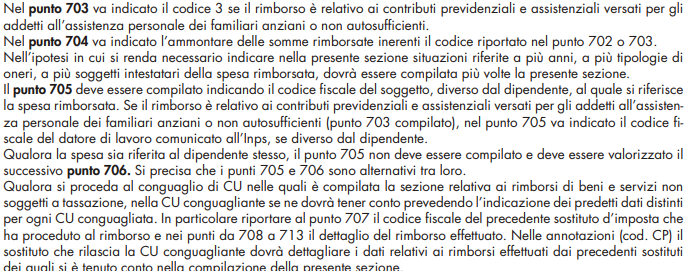 Nel punto 703 va indicato il codice 3 se il rimborso è relativo ai contributi previdenziali e assistenziali versati per gli
addetti all'assistenza personale dei familiari anziani o non autosufficienti.
Nel punto 704 va indicato l'ammontare delle somme rimborsate inerenti il codice riportato nel punto 702 o 703.
Nell'ipotesi in cui si renda necessario indicare nella presente sezione situazioni riferite a più anni, a più tipologie di
oneri, a più soggetti intestatari della spesa rimborsata, dovrà essere compilata più volte la presente sezione.
Il punto 705 deve essere compilato indicando il codice fiscale del soggetto, diverso dal dipendente, al quale si riferisce
la spesa rimborsata. Se il rimborso è relativo ai contributi previdenziali e assistenziali versati per gli addetti all'assisten-
za personale dei familiari anziani o non autosufficienti (punto 703 compilato), nel punto 705 va indicato il codice fi-
scale del datore di lavoro comunicato all'Inps, se diverso dal dipendente.
Qualora la spesa sia riferita al dipendente stesso, il punto 705 non deve essere compilato e deve essere valorizzato il
successivo punto 706. Si precisa che i punti 705 e 706 sono alternativi tra loro.
Qualora si proceda al conguaglio di CU nelle quali è compilata la sezione relativa ai rimborsi di beni e servizi non
soggetti a tassazione, nella CU conguagliante se ne dovrà tener conto prevedendo l'indicazione dei predetti dati distinti
per ogni CU conguagliata. In particolare riportare al punto 707 il codice fiscale del precedente sostituto d'imposta che
ha proceduto al rimborso e nei punti da 708 a 713 il dettaglio del rimborso effettuato. Nelle annotazioni (cod. CP) il
sostituto che rilascia la CU conguagliante dovrà dettagliare i dati relativi ai rimborsi effettuati dai precedenti sostituti
dei quali si è tenuto conto nella compilazione della presente sezione.